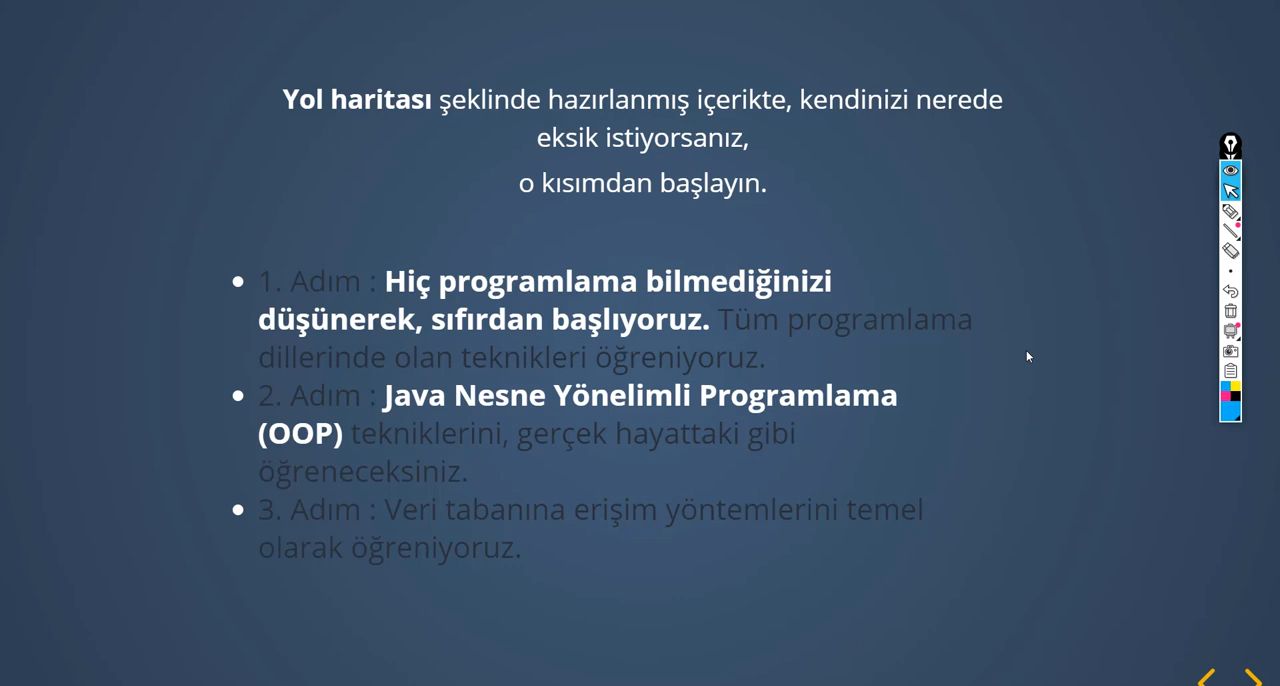 Yol haritası şeklinde hazırlanmış içerikte, kendinizi nerede
eksik istiyorsanız,
o kısımdan başlayın.
• 1. Adım : Hiç programlama bilmediğinizi
düşünerek, sıfırdan başlıyoruz. Tüm programlama
dillerinde olan teknikleri öğreniyoruz.
• 2. Adım : Java Nesne Yönelimli Programlama
(OOP) tekniklerini, gerçek hayattaki gibi
öğreneceksiniz.
• 3. Adım : Veri tabanına erişim yöntemlerini temel
olarak öğreniyoruz.